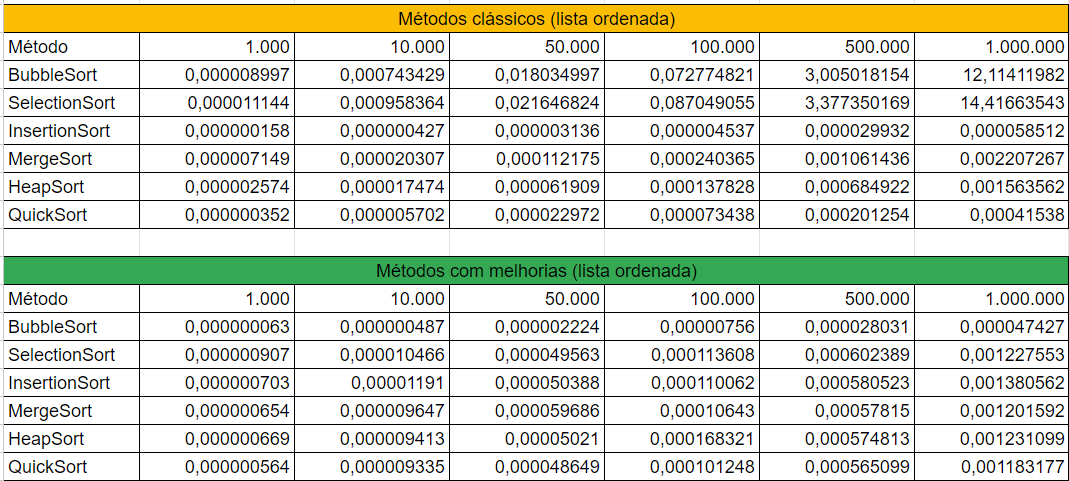 Métodos clássicos (lista ordenada)
Método 1.000 10.000 50.000 100.000 500.000 1.000.000
BubbleSort 0,000008997 0,000743429 0,018034997 0,072774821 3,005018154 12,11411982
SelectionSort 0,000011144 0,000958364 0,021646824 0,087049055 3,377350169 14,41663543
InsertionSort 0,000000158 0,000000427 0,000003136 0,000004537 0,000029932 0,000058512
MergeSort 0,000007149 0,000020307 0,000112175 0,000240365 0,001061436 0,002207267
HeapSort 0,000002574 0,000017474 0,000061909 0,000137828 0,000684922 0,001563562
QuickSort 0,000000352 0,000005702 0,000022972 0,000073438 0,000201254 0,00041538
Métodos com melhorias (lista ordenada)
Método 1.000 10.000 50.000 100.000 500.000 1.000.000
BubbleSort 0,000000063 0,000000487 0,000002224 0,00000756 0,000028031 0,000047427
SelectionSort 0,000000907 0,000010466 0,000049563 0,000113608 0,000602389 0,001227553
InsertionSort 0,000000703 0,00001191 0,000050388 0,000110062 0,000580523 0,001380562
MergeSort 0,000000654 0,000009647 0,000059686 0,00010643 0,00057815 0,001201592
HeapSort 0,000000669 0,000009413 0,00005021 0,000168321 0,000574813 0,001231099
QuickSort 0,000000564 0,000009335 0,000048649 0,000101248 0,000565099 0,001183177